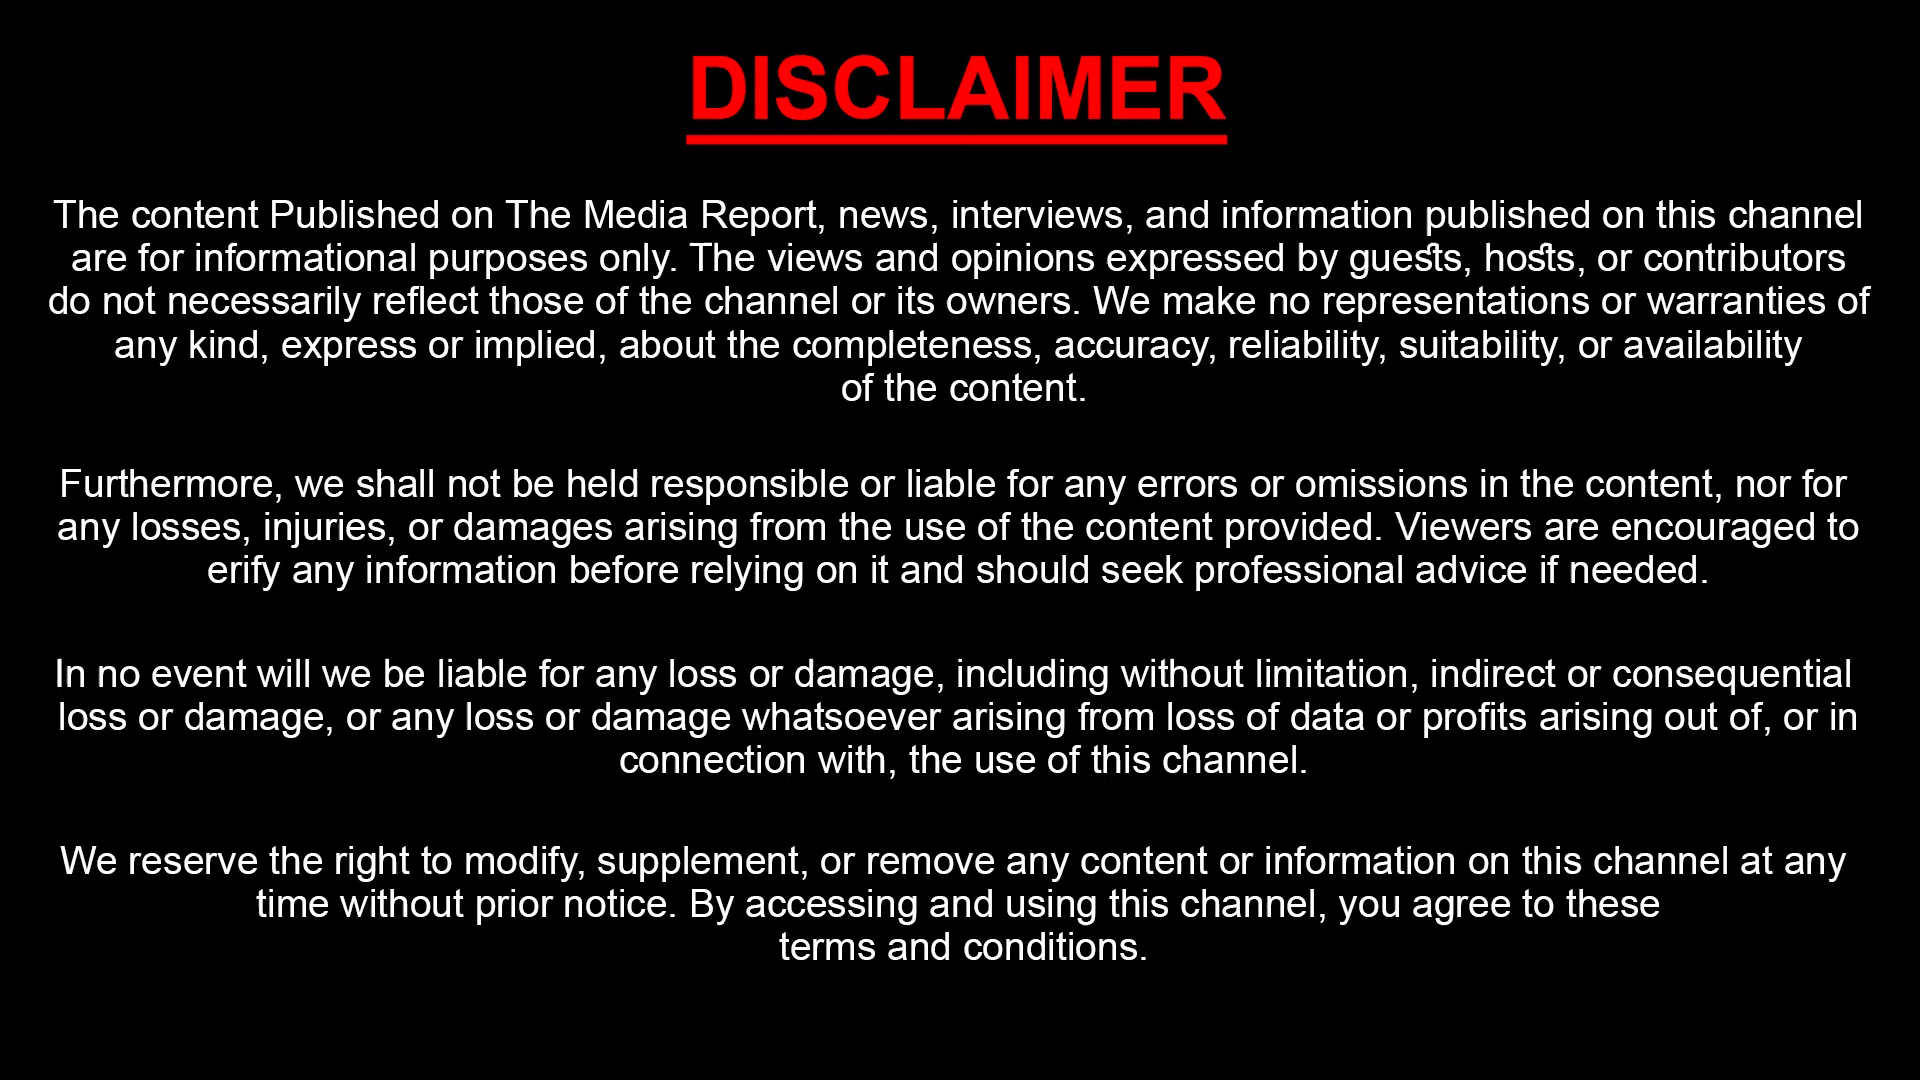 DISCLAIMER
The content Published on The Media Report, news, interviews, and information published on this channel
are for informational purposes only. The views and opinions expressed by guests, hosts, or contributors
do not necessarily reflect those of the channel or its owners. We make no representations or warranties of
any kind, express or implied, about the completeness, accuracy, reliability, suitability, or availability
of the content.
Furthermore, we shall not be held responsible or liable for any errors or omissions in the content, nor for
any losses, injuries, or damages arising from the use of the content provided. Viewers are encouraged to
erify any information before relying on it and should seek professional advice if needed.
In no event will we be liable for any loss or damage, including without limitation, indirect or consequential
loss or damage, or any loss or damage whatsoever arising from loss of data or profits arising out of, or in
connection with, the use of this channel.
We reserve the right to modify, supplement, or remove any content or information on this channel at any
time without prior notice. By accessing and using this channel, you agree to these
terms and conditions.